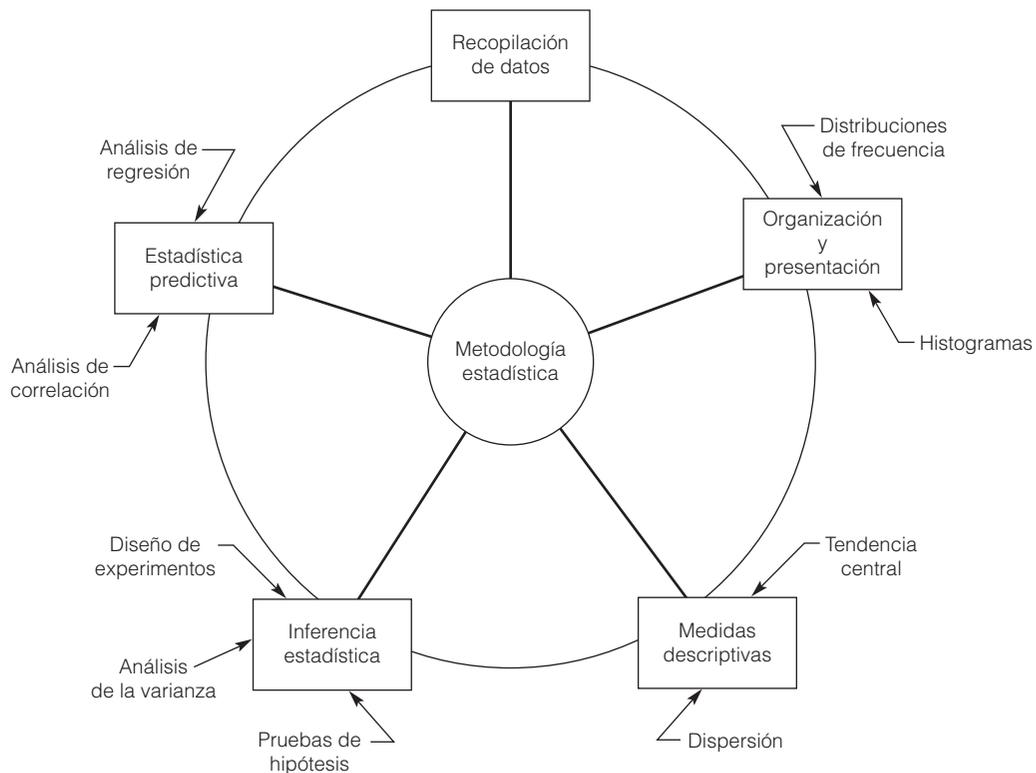 Recopilación
de datos
Análisis de
regresión
Distribuciones
de frecuencia
Estadística
predictiva
Organización
y
presentación
Análisis de
correlación
Metodología
estadística
Histogramas
Diseño de
experimentos
Tendencia
central
Inferencia
estadística
Medidas
descriptivas
Análisis
de la varianza
Pruebas de
hipótesis
Dispersión